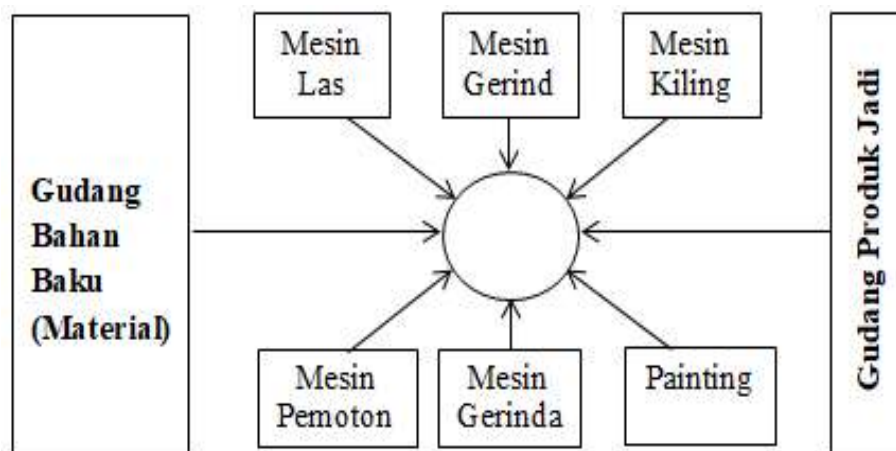 Mesin
Las
Mesin
Gerind
Mesin
Kiling
Gudang
Bahan
Baku
(Material)
Gudang Produk Jadi
Mesin
Pemoton
Mesin
Gerinda
Painting